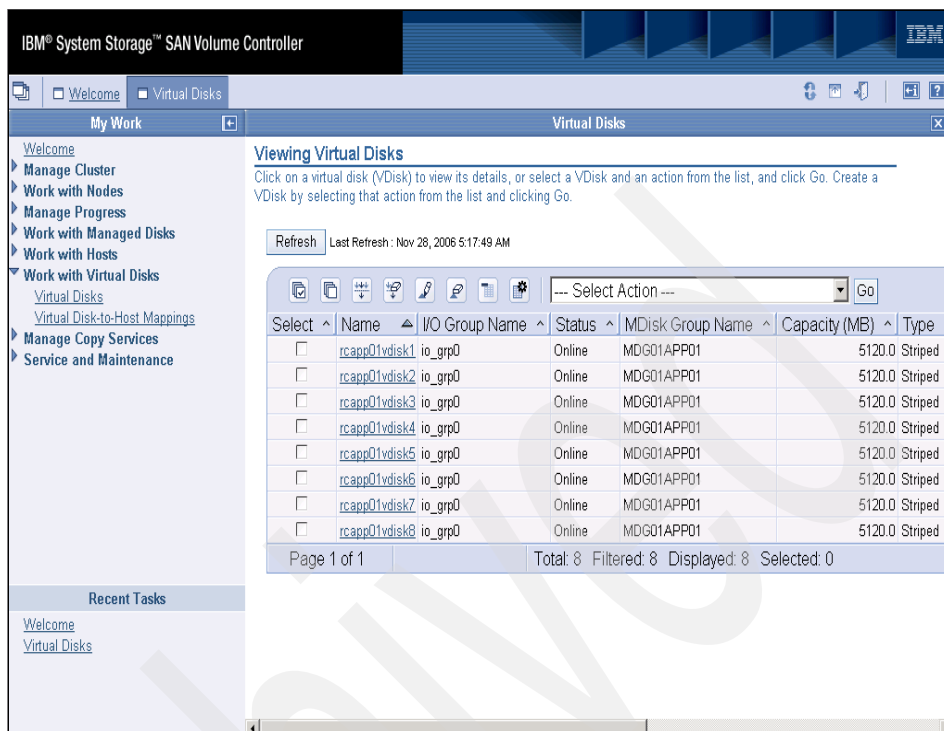 IBM® System Storage™ SAN Volume Controller
IBM
Welcome
Virtual Disks
My Work
Virtual Disks
Welcome
Manage Cluster
Work with Nodes
Manage Progress
Work with Managed Disks
Work with Hosts
Work with Virtual Disks
Virtual Disks
Virtual Disk-to-Host Mappings
Manage Copy Services
Service and Maintenance
Recent Tasks
Welcome
Virtual Disks
Viewing Virtual Disks
Click on a virtual disk (VDisk) to view its details, or select a VDisk and an action from the list, and click Go. Create a
VDisk by selecting that action from the list and clicking Go.
Refresh Last Refresh : Nov 28, 2006 5:17:49 AM
--- Select Action --- Go
Select Name I/O Group Name Status MDisk Group Name Capacity (MB) Type
rcapp01vdisk1 io_grp0 Online MDG01APP01 5120.0 Striped
rcapp01vdisk2 io_grp0 Online MDG01APP01 5120.0 Striped
rcapp01vdisk3 io_grp0 Online MDG01APP01 5120.0 Striped
rcapp01vdisk4 io_grp0 Online MDG01APP01 5120.0 Striped
rcapp01vdisk5 io_grp0 Online MDG01APP01 5120.0 Striped
rcapp01vdisk6 io_grp0 Online MDG01APP01 5120.0 Striped
rcapp01vdisk7 io_grp0 Online MDG01APP01 5120.0 Striped
rcapp01vdisk8 io_grp0 Online MDG01APP01 5120.0 Striped
Page 1 of 1 Total: 8 Filtered: 8 Displayed: 8 Selected: 0